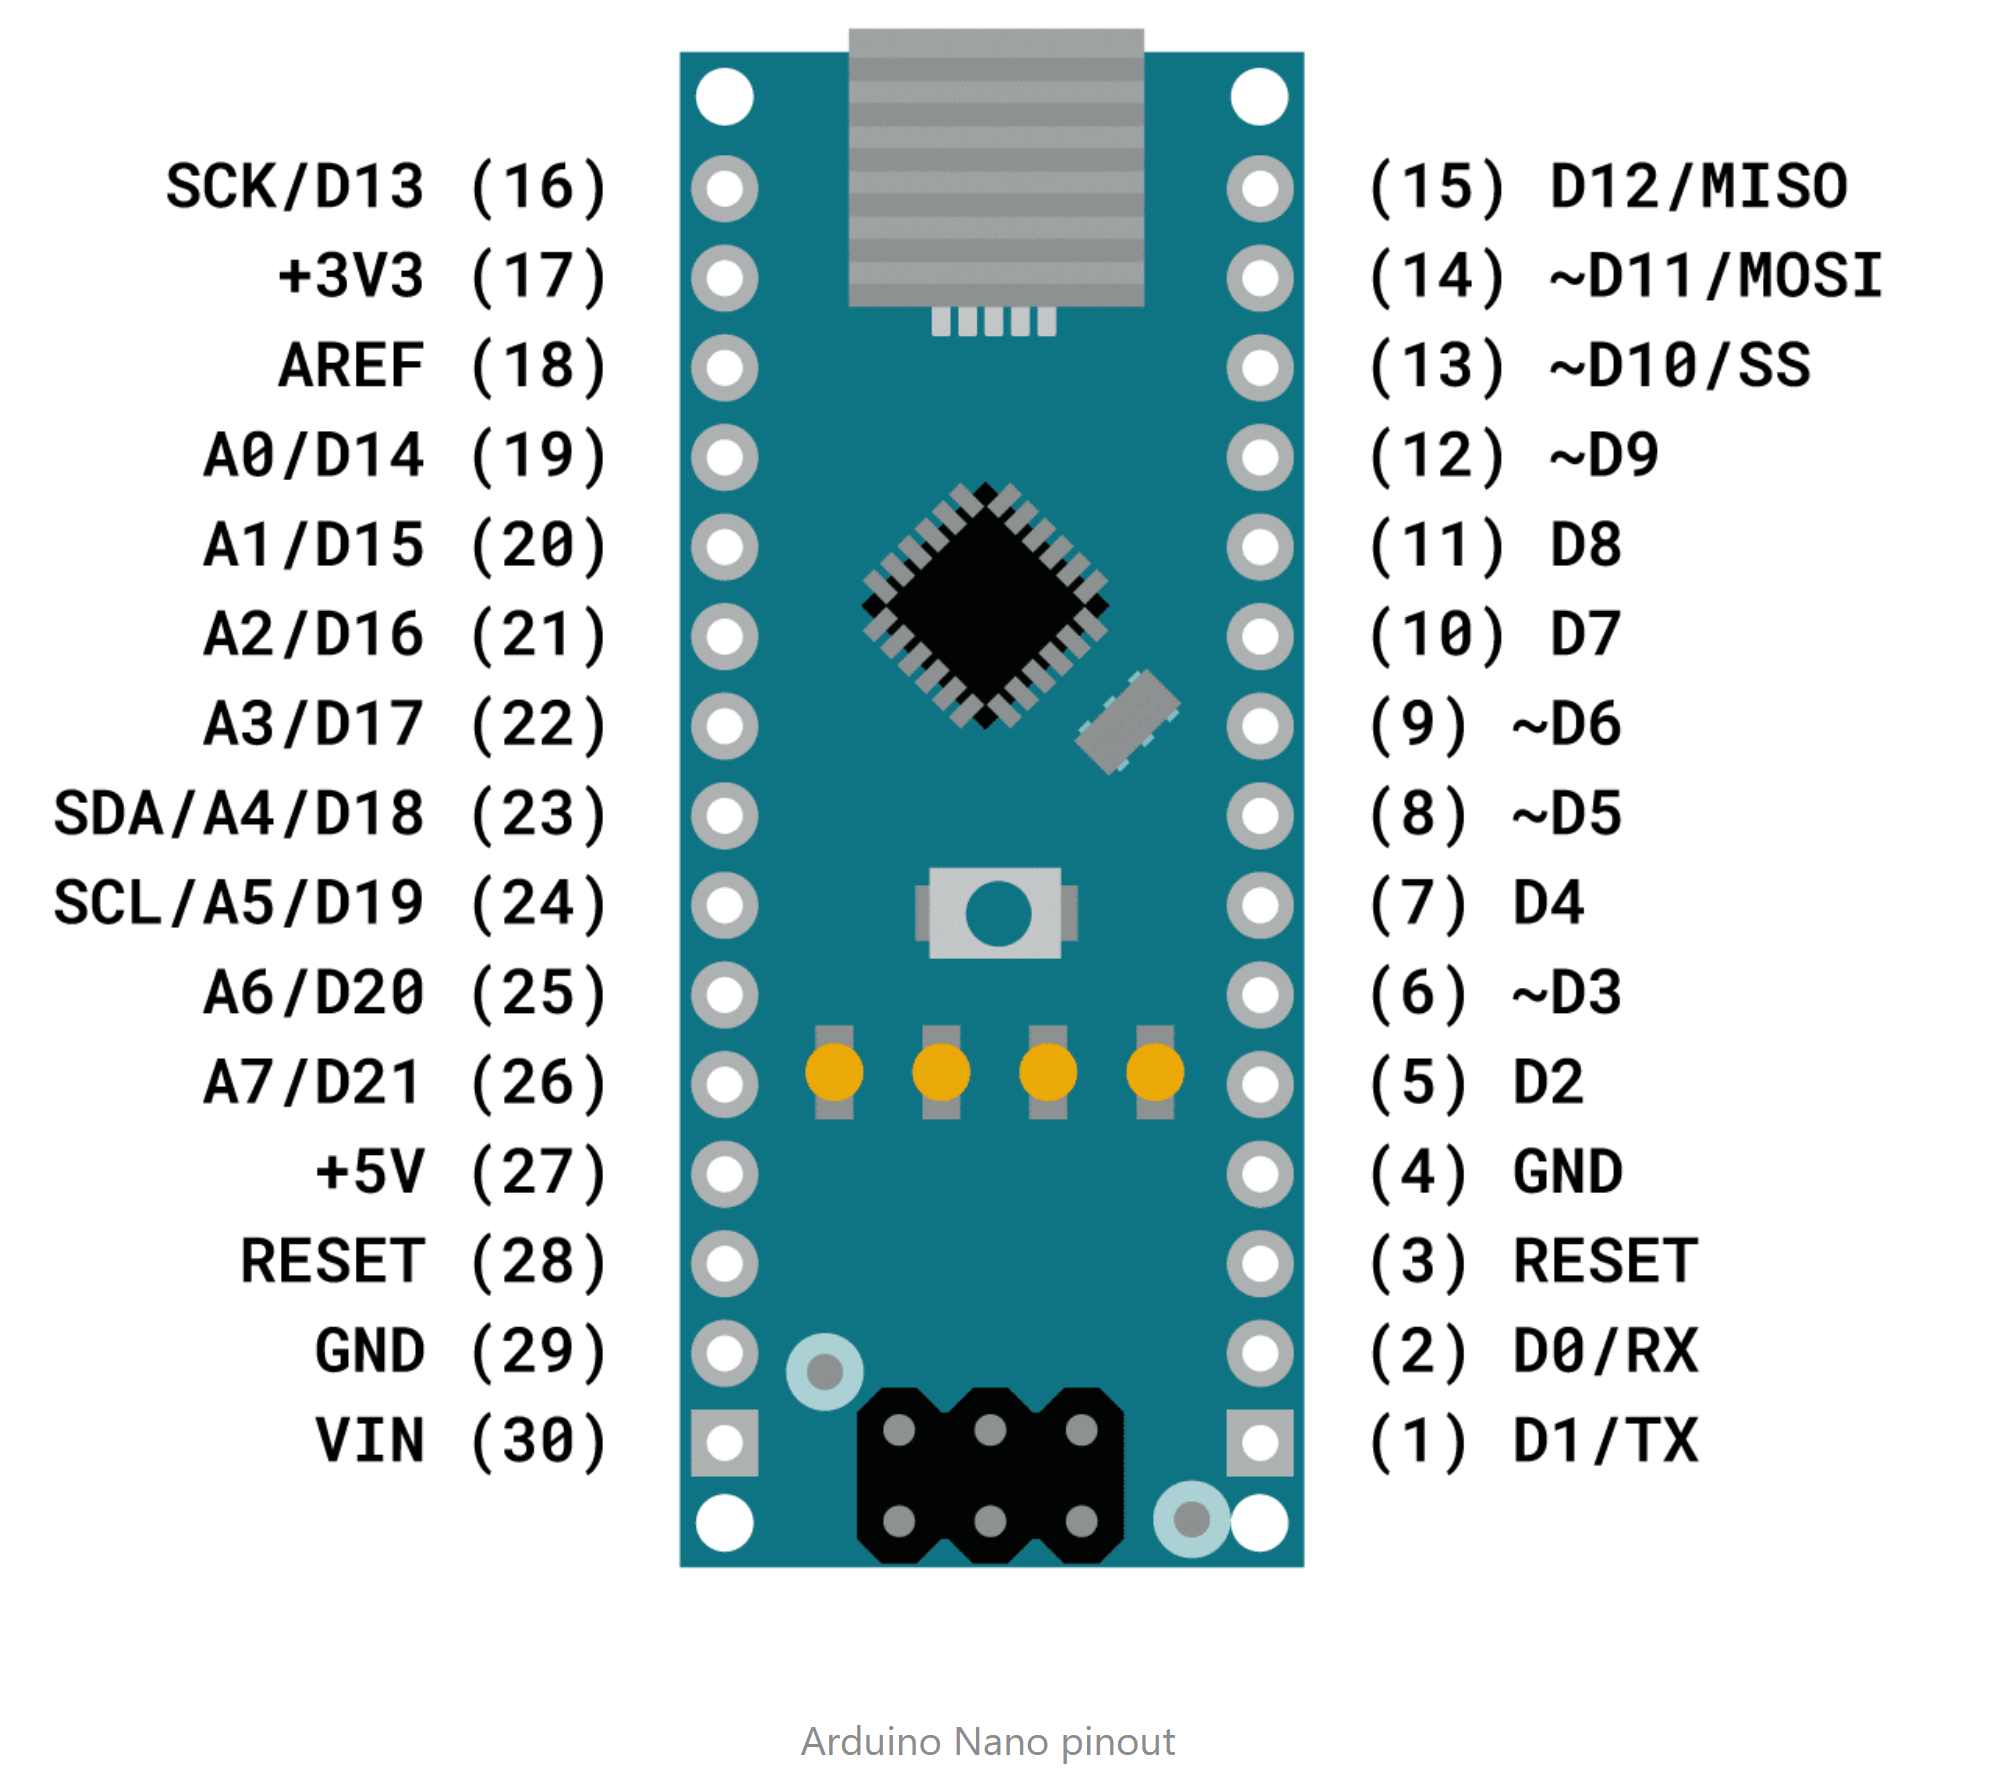 SCK/D13 (16) (15) D12/MISO
+3V3 (17) (14) ~D11/MOSI
AREF (18) (13) ~D10/SS
A0/D14 (19) (12) ~D9
A1/D15 (20) (11) D8
A2/D16 (21) (10) D7
A3/D17 (22) (9) ~D6
SDA/A4/D18 (23) (8) ~D5
SCL/A5/D19 (24) (7) D4
A6/D20 (25) (6) ~D3
A7/D21 (26) (5) D2
+5V (27) (4) GND
RESET (28) (3) RESET
GND (29) (2) D0/RX
VIN (30) (1) D1/TX
Arduino Nano pinout